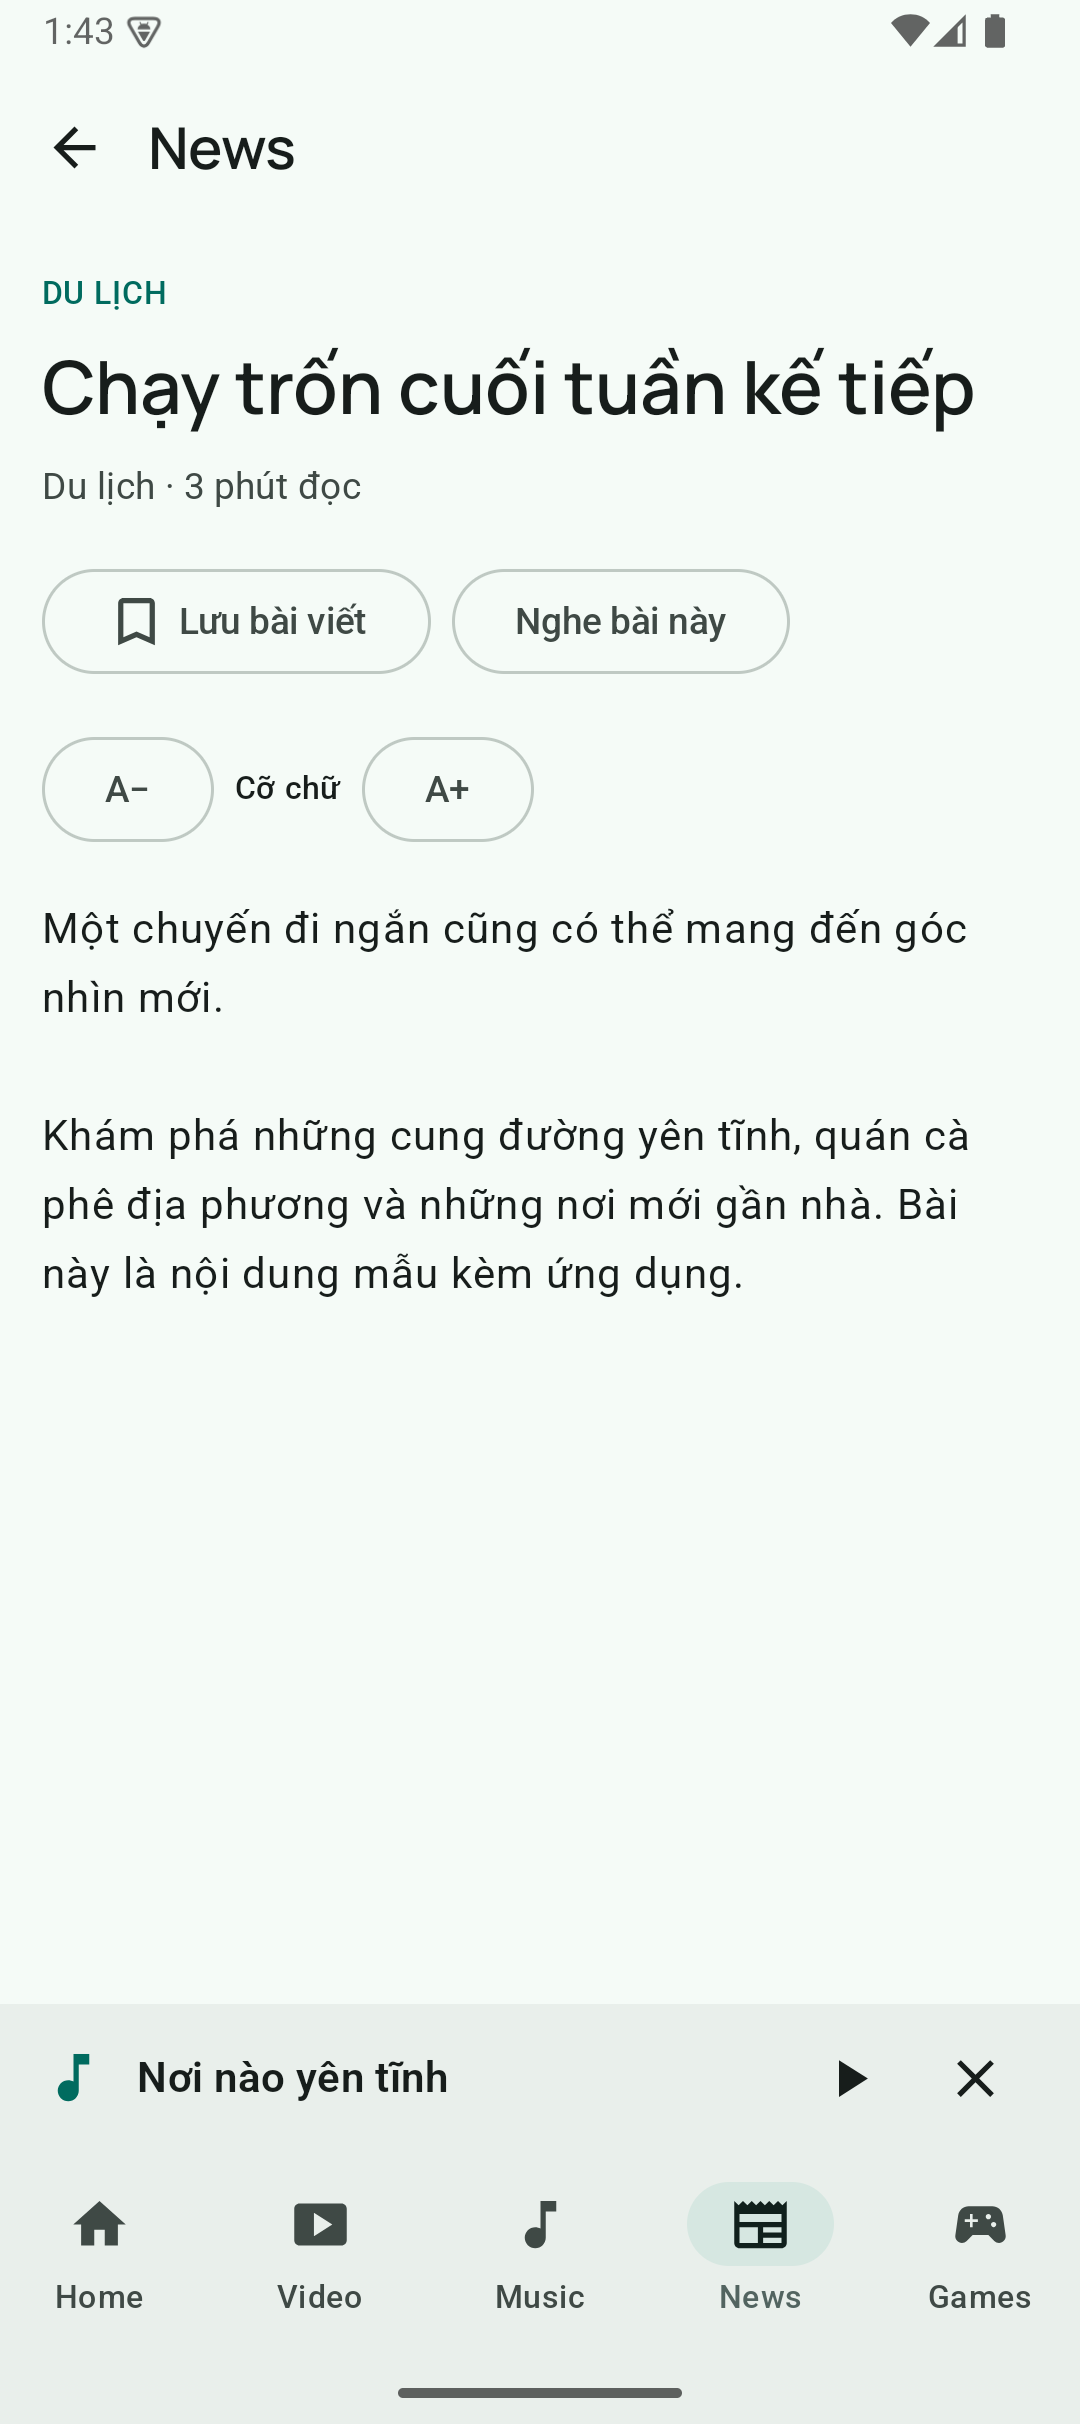 1:43
News
DU LỊCH
Chạy trốn cuối tuần kế tiếp
Du lịch · 3 phút đọc
Lưu bài viết
Nghe bài này
A−
Cỡ chữ
A+
Một chuyến đi ngắn cũng có thể mang đến góc
nhìn mới.
Khám phá những cung đường yên tĩnh, quán cà
phê địa phương và những nơi mới gần nhà. Bài
này là nội dung mẫu kèm ứng dụng.
Nơi nào yên tĩnh
Home
Video
Music
News
Games